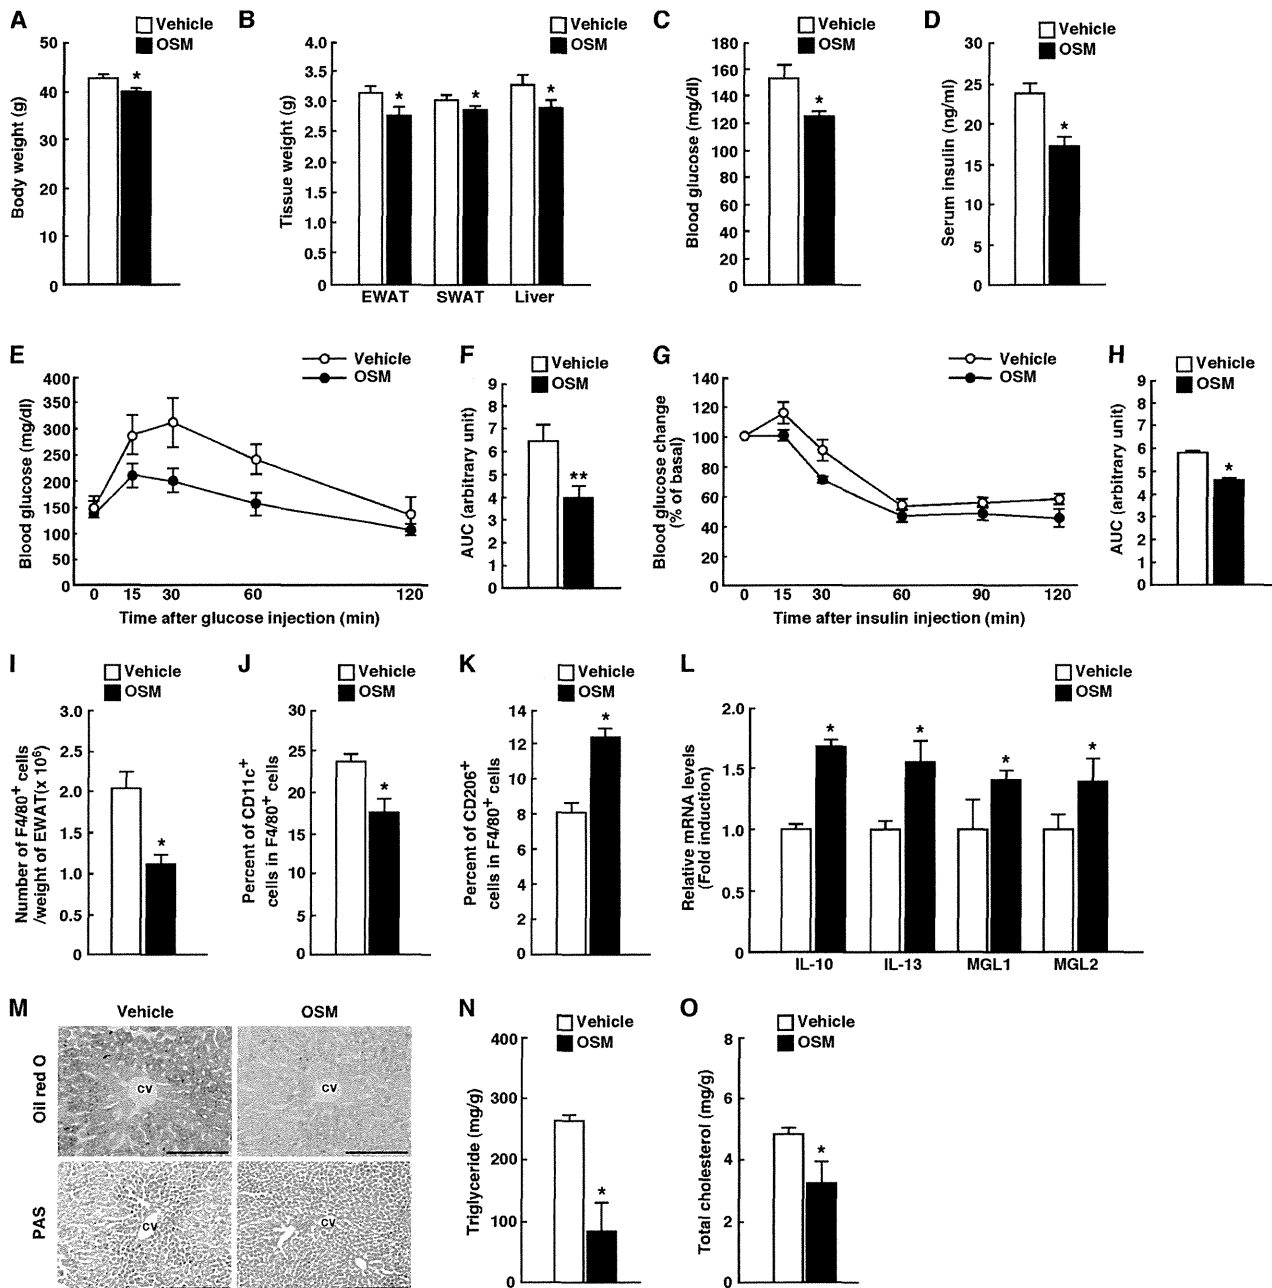 A
Vehicle
OSM
Body weight (g)
50
40
30
20
10
0
*
B
Vehicle
OSM
Tissue weight (g)
4.0
3.5
3.0
2.5
3.0
1.5
1.0
0.5
0
* * *
EWAT SWAT Liver
C
Vehicle
OSM
Blood glucose (mg/dl)
180
160
140
120
100
80
60
40
20
0
*
D
Vehicle
OSM
Serum insulin (ng/ml)
30
25
20
15
10
5
0
*
E
Vehicle
OSM
Blood glucose (mg/dl)
400
350
300
250
200
150
100
50
0
0 15 30 60 120
Time after glucose injection (min)
F
Vehicle
OSM
AUC (arbitrary unit)
9
8
7
6
5
4
3
2
1
0
**
G
Vehicle
OSM
Blood glucose change
(% of basal)
140
120
100
80
60
40
20
0
0 15 30 60 90 120
Time after insulin injection (min)
H
Vehicle
OSM
AUC (arbitrary unit)
9
8
7
6
5
4
3
2
1
0
*
I
Vehicle
OSM
Number of F4/80+ cells
/weight of EWAT(x 10⁶)
3.0
2.5
2.0
1.5
1.0
0.5
0
*
J
Vehicle
OSM
Percent of CD11c+
cells in F4/80+ cells
30
25
20
15
10
5
0
*
K
Vehicle
OSM
Percent of CD206+
cells in F4/80+ cells
14
12
10
8
6
4
2
0
*
L
Vehicle
OSM
Relative mRNA levels
(Fold induction)
2.0
1.5
1.0
0.5
0
* * * *
IL-10 IL-13 MGL1 MGL2
M
Vehicle OSM
Oil red O
CV CV
PAS
CV CV
N
Vehicle
OSM
Triglyceride (mg/g)
400
300
200
100
0
*
O
Vehicle
OSM
Total cholesterol (mg/g)
8
6
4
2
0
*